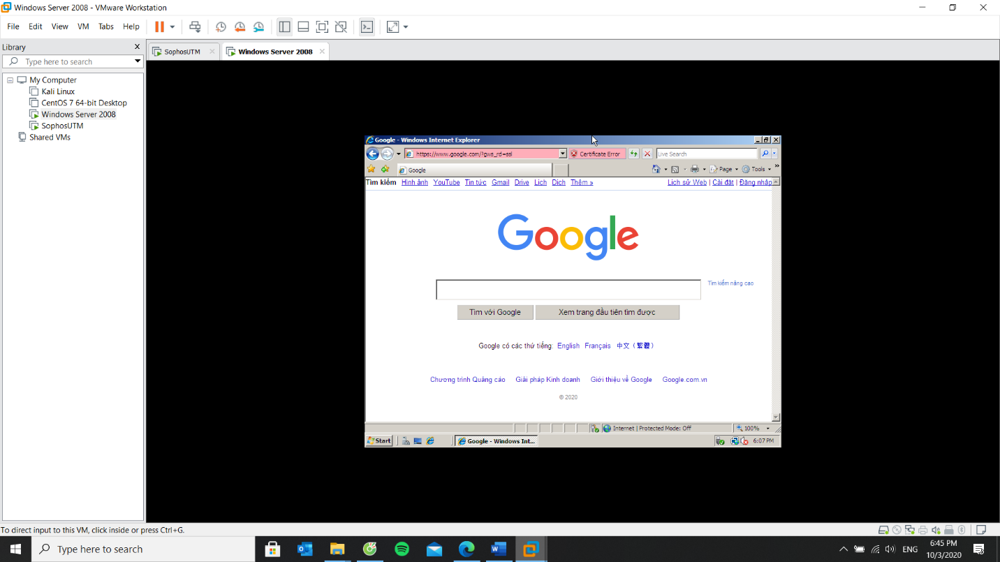 Windows Server 2008 - VMware Workstation
File Edit View VM Tabs Help
Library
Type here to search
My Computer
Kali Linux
CentOS 7 64-bit Desktop
Windows Server 2008
SophosUTM
Shared VMs
SophosUTM
Windows Server 2008
Google - Windows Internet Explorer
https://www.google.com/?gws_rd=ssl Certificate Error Live Search
Google Page Tools »
Tìm kiếm Hình ảnh YouTube Tin tức Gmail Drive Lịch Dịch Thêm » Lịch sử Web | Cài đặt | Đăng nhập
Google
Tìm kiếm nâng cao
Tìm với Google Xem trang đầu tiên tìm được
Google có các thứ tiếng: English Français 中文（繁體）
Chương trình Quảng cáo Giải pháp Kinh doanh Giới thiệu về Google Google.com.vn
© 2020
Internet | Protected Mode: Off 100%
Start Google - Windows Int... 6:07 PM
To direct input to this VM, click inside or press Ctrl+G.
Type here to search
ENG
6:45 PM
10/3/2020